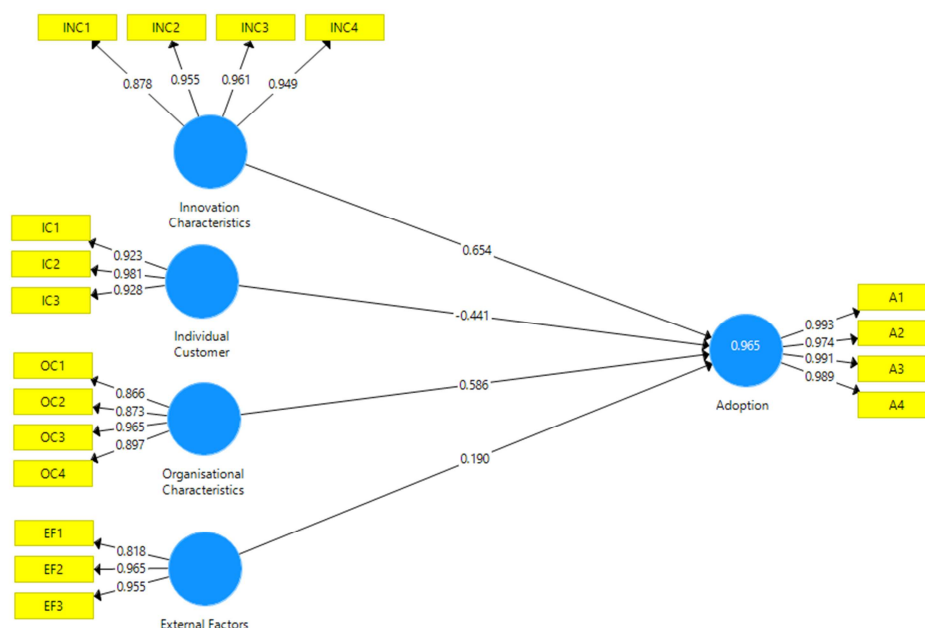 INC1 INC2 INC3 INC4
0.878 0.955 0.961 0.949
Innovation
Characteristics
0.654
IC1
IC2
IC3
0.923
0.981
0.928
Individual
Customer
-0.441
OC1
OC2
OC3
OC4
0.866
0.873
0.965
0.897
Organisational
Characteristics
0.586
EF1
EF2
EF3
0.818
0.965
0.955
External Factors
0.190
0.965
Adoption
0.993
0.974
0.991
0.989
A1
A2
A3
A4